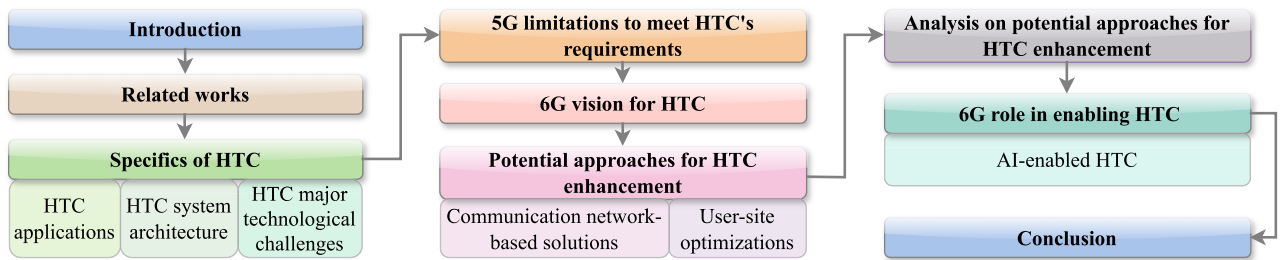 Introduction
Related works
Specifics of HTC
HTC
applications
HTC system
architecture
HTC major
technological
challenges
5G limitations to meet HTC's
requirements
6G vision for HTC
Potential approaches for HTC
enhancement
Communication network-
based solutions
User-site
optimizations
Analysis on potential approaches for
HTC enhancement
6G role in enabling HTC
AI-enabled HTC
Conclusion